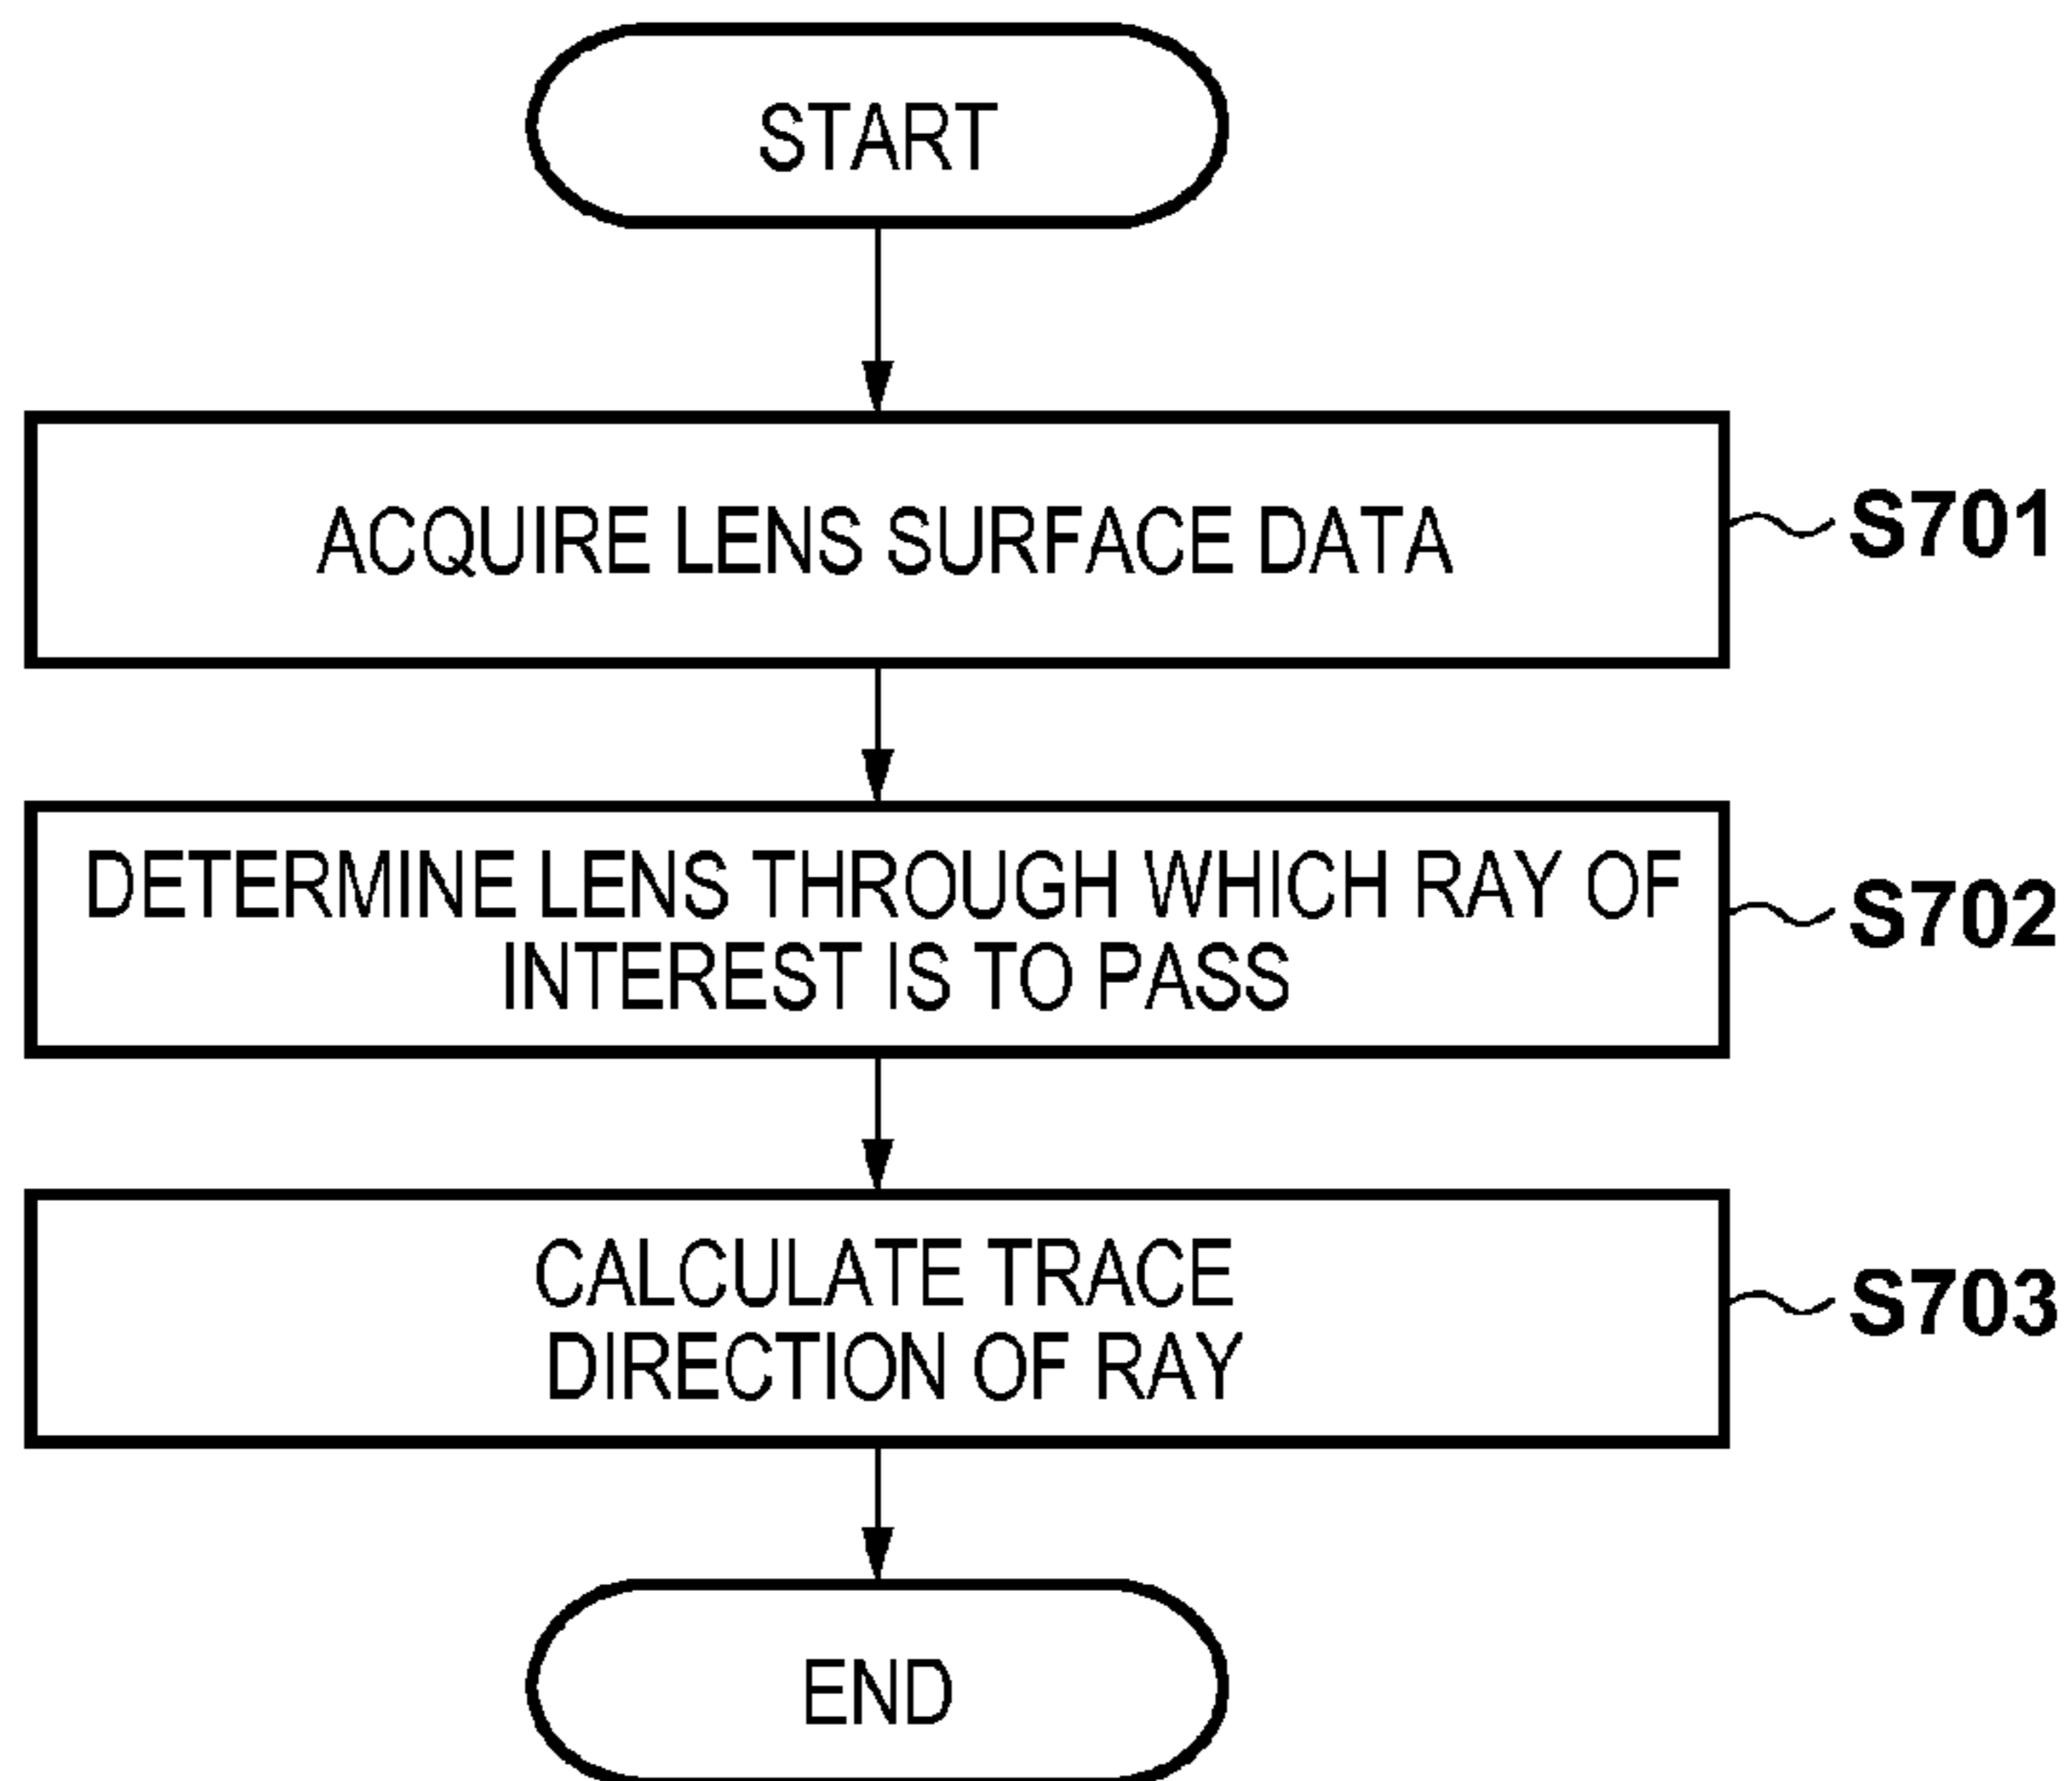 START
ACQUIRE LENS SURFACE DATA
S701
DETERMINE LENS THROUGH WHICH RAY OF
INTEREST IS TO PASS
S702
CALCULATE TRACE
DIRECTION OF RAY
S703
END